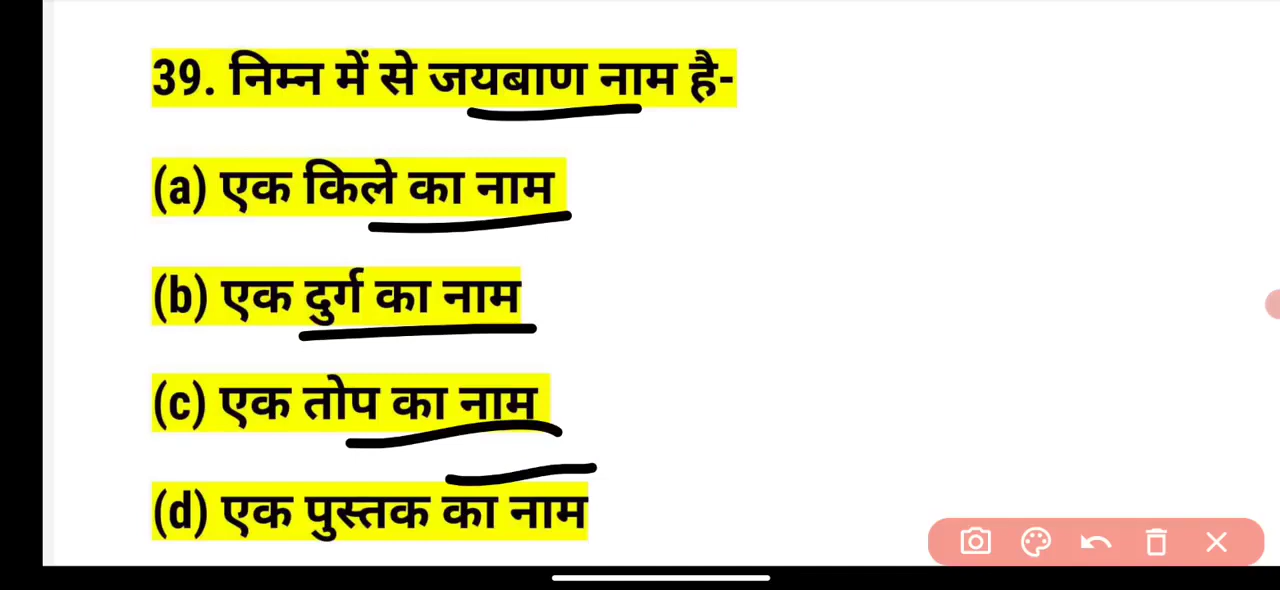 39. निम्न में से जयबाण नाम है-
(a) एक किले का नाम
(b) एक दुर्ग का नाम
(c) एक तोप का नाम
(d) एक पुस्तक का नाम